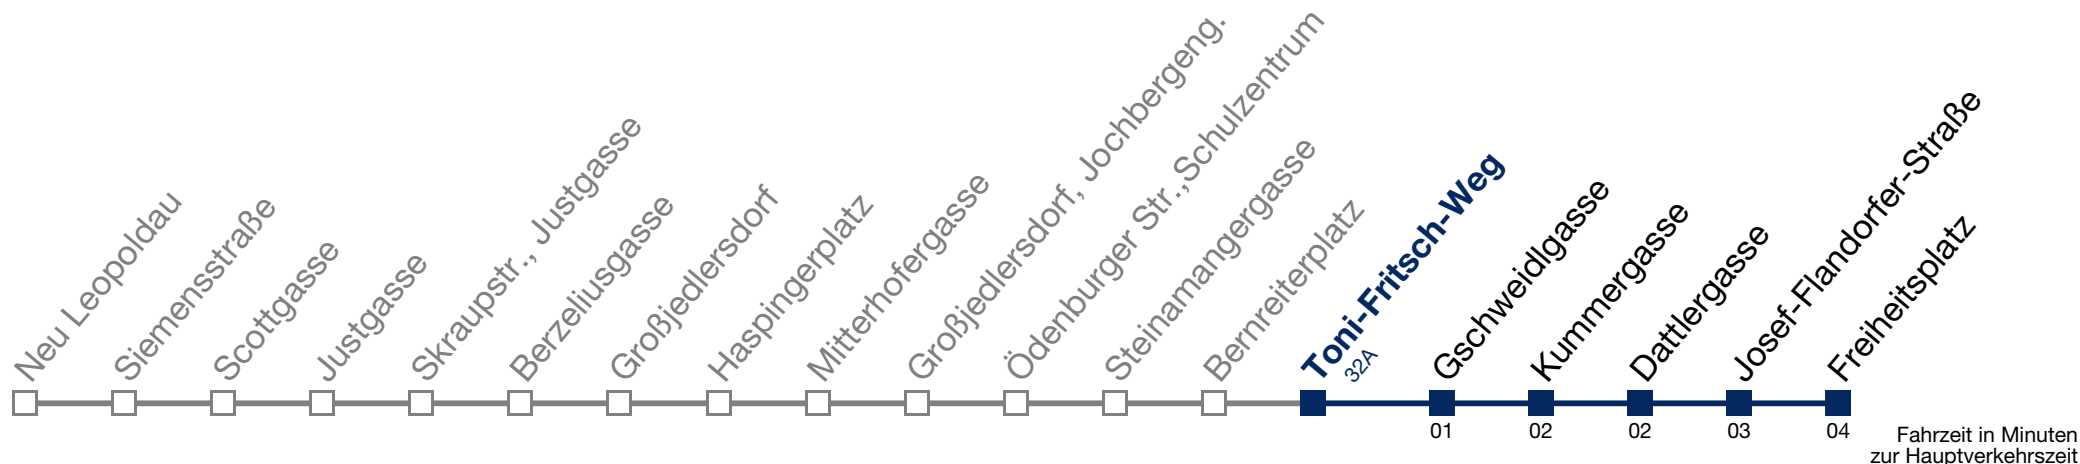 Neu Leopoldau
Siemensstraße
Scottgasse
Justgasse
Skraupstr., Justgasse
Berzeliusgasse
Großjedlersdorf
Haspingerplatz
Mitterhofergasse
Großjedlersdorf, Jochbergeng.
Ödenburger Str.,Schulzentrum
Steinamangergasse
Bernreiterplatz
Toni-Fritsch-Weg
32A
Gschweidlgasse
Kummergasse
Dattlergasse
Josef-Flandorfer-Straße
Freiheitsplatz
01 02 02 03 04
Fahrzeit in Minuten
zur Hauptverkehrszeit